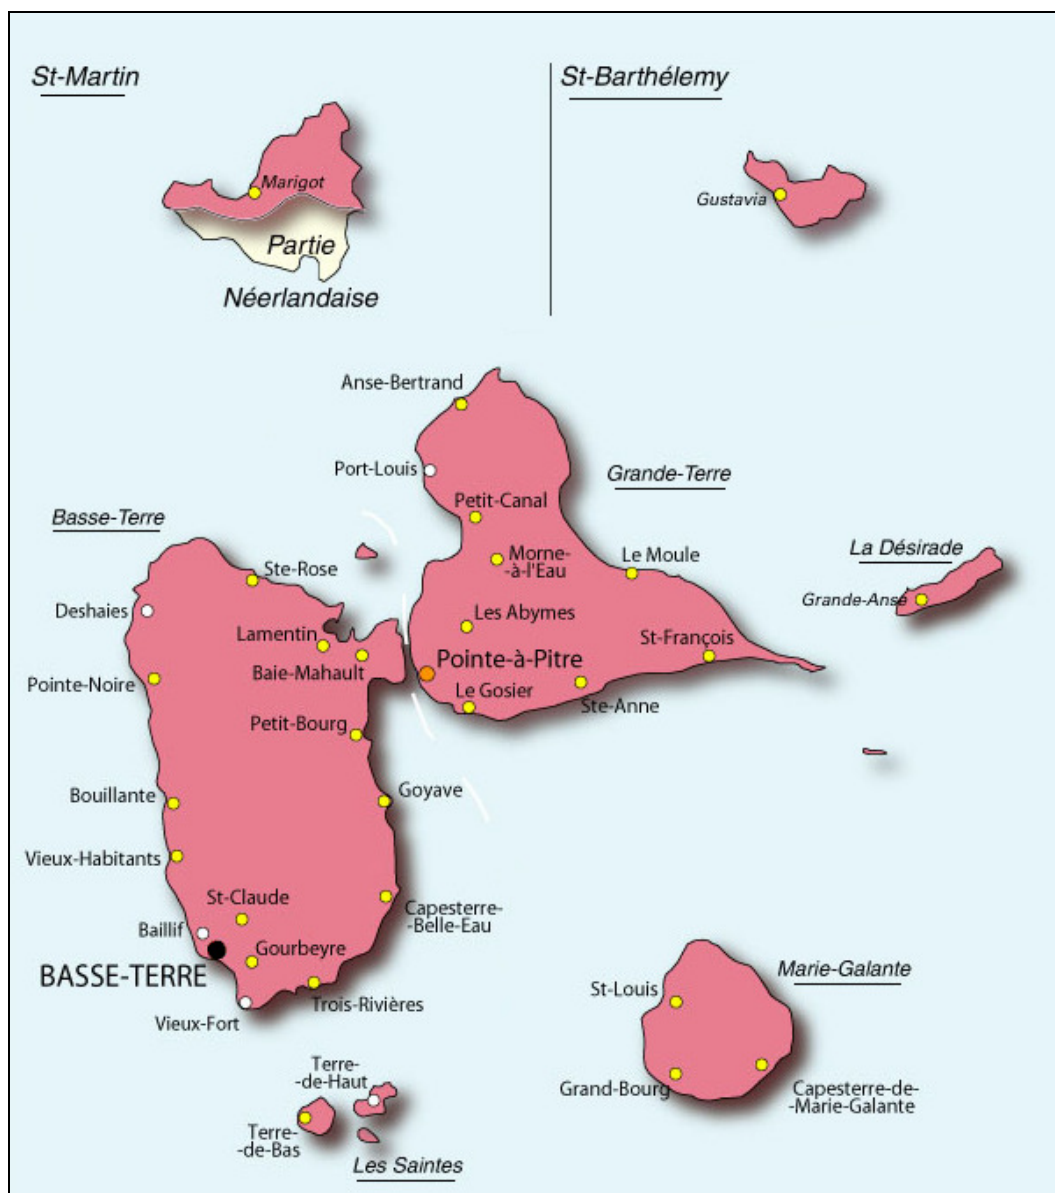 St-Martin
St-Barthélemy
Marigot
Gustavia
Partie
Néerlandaise
Anse-Bertrand
Port-Louis
Grande-Terre
Petit-Canal
Basse-Terre
Morne-
-à-l'Eau
Le Moule
La Désirade
Ste-Rose
Grande-Anse
Deshaies
Les Abymes
Lamentin
St-François
Baie-Mahault
Pointe-à-Pitre
Pointe-Noire
Le Gosier
Ste-Anne
Petit-Bourg
Bouillante
Goyave
Vieux-Habitants
St-Claude
Capesterre-
-Belle-Eau
Baillif
Gourbeyre
BASSE-TERRE
Marie-Galante
St-Louis
Trois-Rivières
Vieux-Fort
Terre-
-de-Haut
Grand-Bourg
Capesterre-de-
-Marie-Galante
Terre-
-de-Bas
Les Saintes